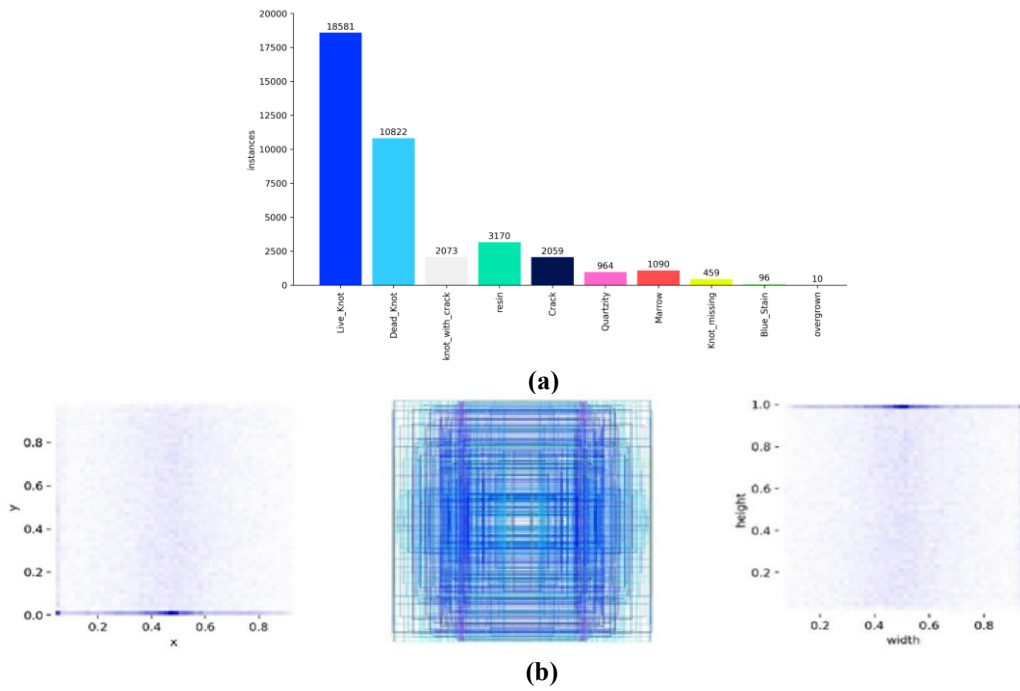 20000
17500
15000
12500
10000
7500
5000
2500
0
instances
18581
10822
2073
3170
2059
964
1090
459
96
10
Live_Knot
Dead_Knot
knot_with_crack
resin
Crack
Quartzity
Marrow
Knot_missing
Blue_Stain
overgrown
(a)
0.8
0.6
0.4
0.2
0.0
y
0.2 0.4 0.6 0.8
x
1.0
0.8
0.6
0.4
0.2
height
0.2 0.4 0.6 0.8
width
(b)